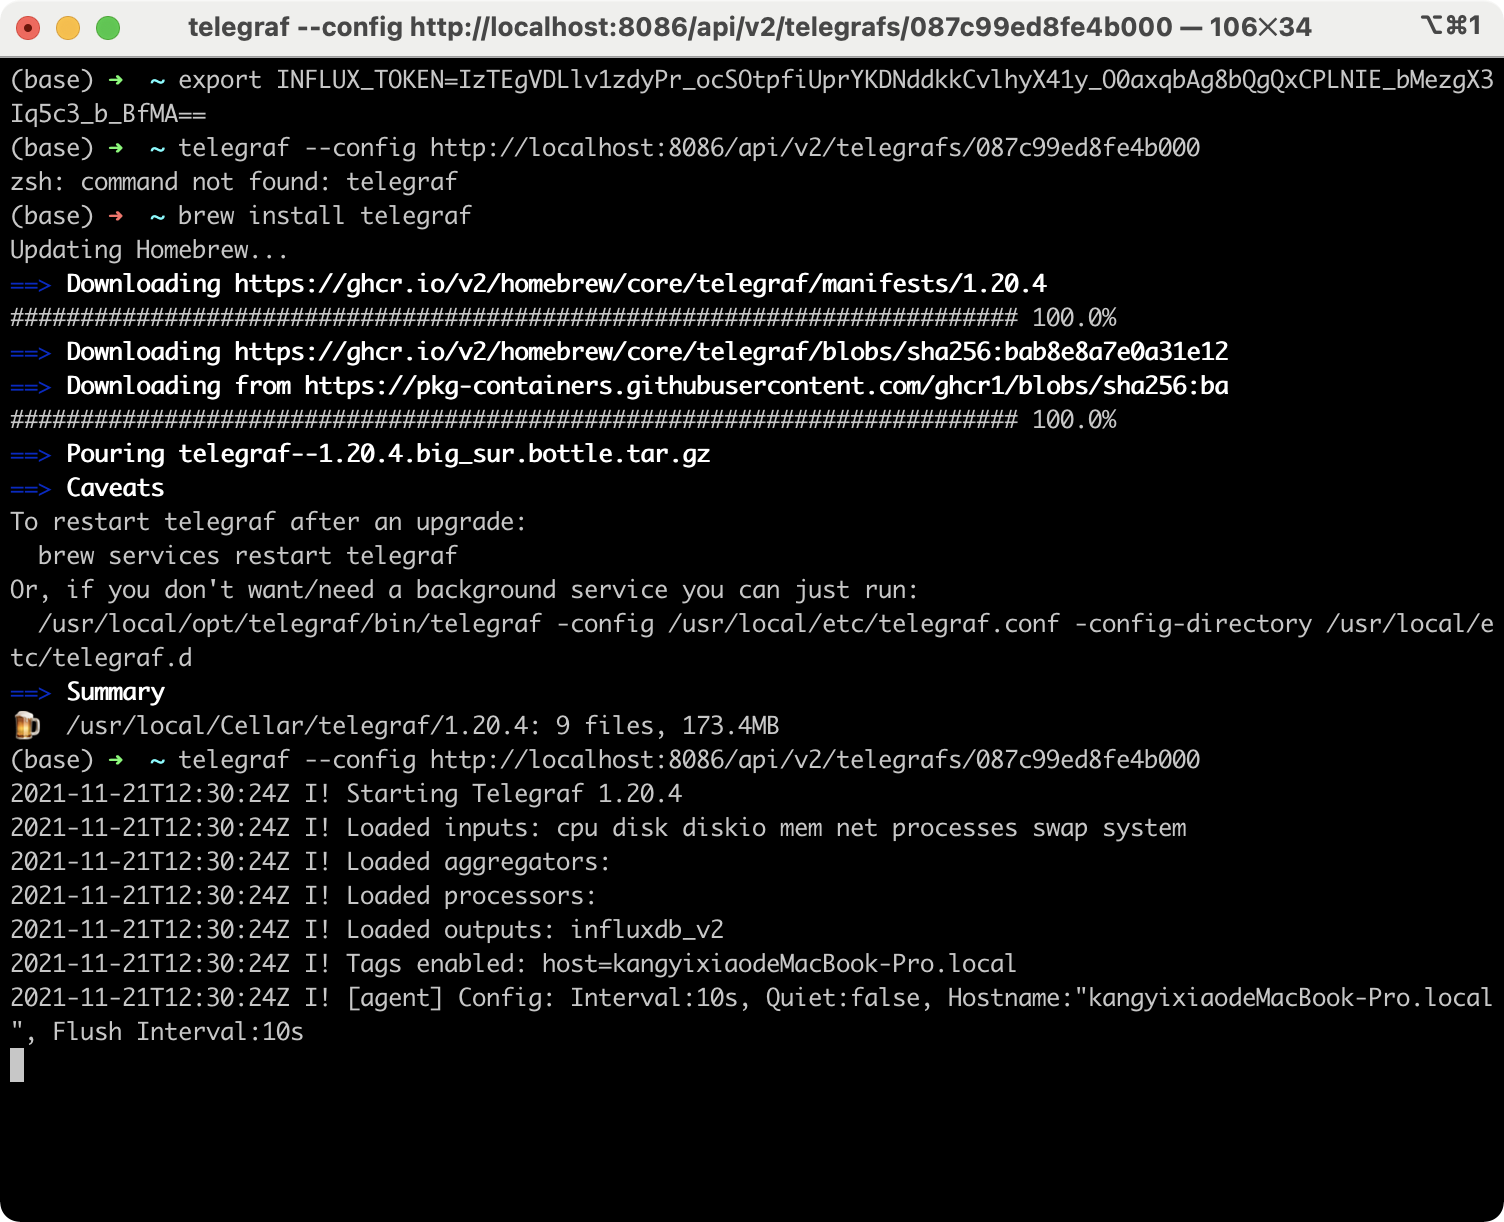 telegraf --config http://localhost:8086/api/v2/telegrafs/087c99ed8fe4b000 — 106✕34 ⌥⌘1
(base) ➜  ~ export INFLUX_TOKEN=IzTEgVDLlv1zdyPr_ocSOtpfiUprYKDNddkkCvlhyX41y_O0axqbAg8bQgQxCPLNIE_bMezgX3
Iq5c3_b_BfMA==
(base) ➜  ~ telegraf --config http://localhost:8086/api/v2/telegrafs/087c99ed8fe4b000
zsh: command not found: telegraf
(base) ➜  ~ brew install telegraf
Updating Homebrew...
==> Downloading https://ghcr.io/v2/homebrew/core/telegraf/manifests/1.20.4
######################################################################## 100.0%
==> Downloading https://ghcr.io/v2/homebrew/core/telegraf/blobs/sha256:bab8e8a7e0a31e12
==> Downloading from https://pkg-containers.githubusercontent.com/ghcr1/blobs/sha256:ba
######################################################################## 100.0%
==> Pouring telegraf--1.20.4.big_sur.bottle.tar.gz
==> Caveats
To restart telegraf after an upgrade:
  brew services restart telegraf
Or, if you don't want/need a background service you can just run:
  /usr/local/opt/telegraf/bin/telegraf -config /usr/local/etc/telegraf.conf -config-directory /usr/local/e
tc/telegraf.d
==> Summary
🍺  /usr/local/Cellar/telegraf/1.20.4: 9 files, 173.4MB
(base) ➜  ~ telegraf --config http://localhost:8086/api/v2/telegrafs/087c99ed8fe4b000
2021-11-21T12:30:24Z I! Starting Telegraf 1.20.4
2021-11-21T12:30:24Z I! Loaded inputs: cpu disk diskio mem net processes swap system
2021-11-21T12:30:24Z I! Loaded aggregators:
2021-11-21T12:30:24Z I! Loaded processors:
2021-11-21T12:30:24Z I! Loaded outputs: influxdb_v2
2021-11-21T12:30:24Z I! Tags enabled: host=kangyixiaodeMacBook-Pro.local
2021-11-21T12:30:24Z I! [agent] Config: Interval:10s, Quiet:false, Hostname:"kangyixiaodeMacBook-Pro.local
", Flush Interval:10s